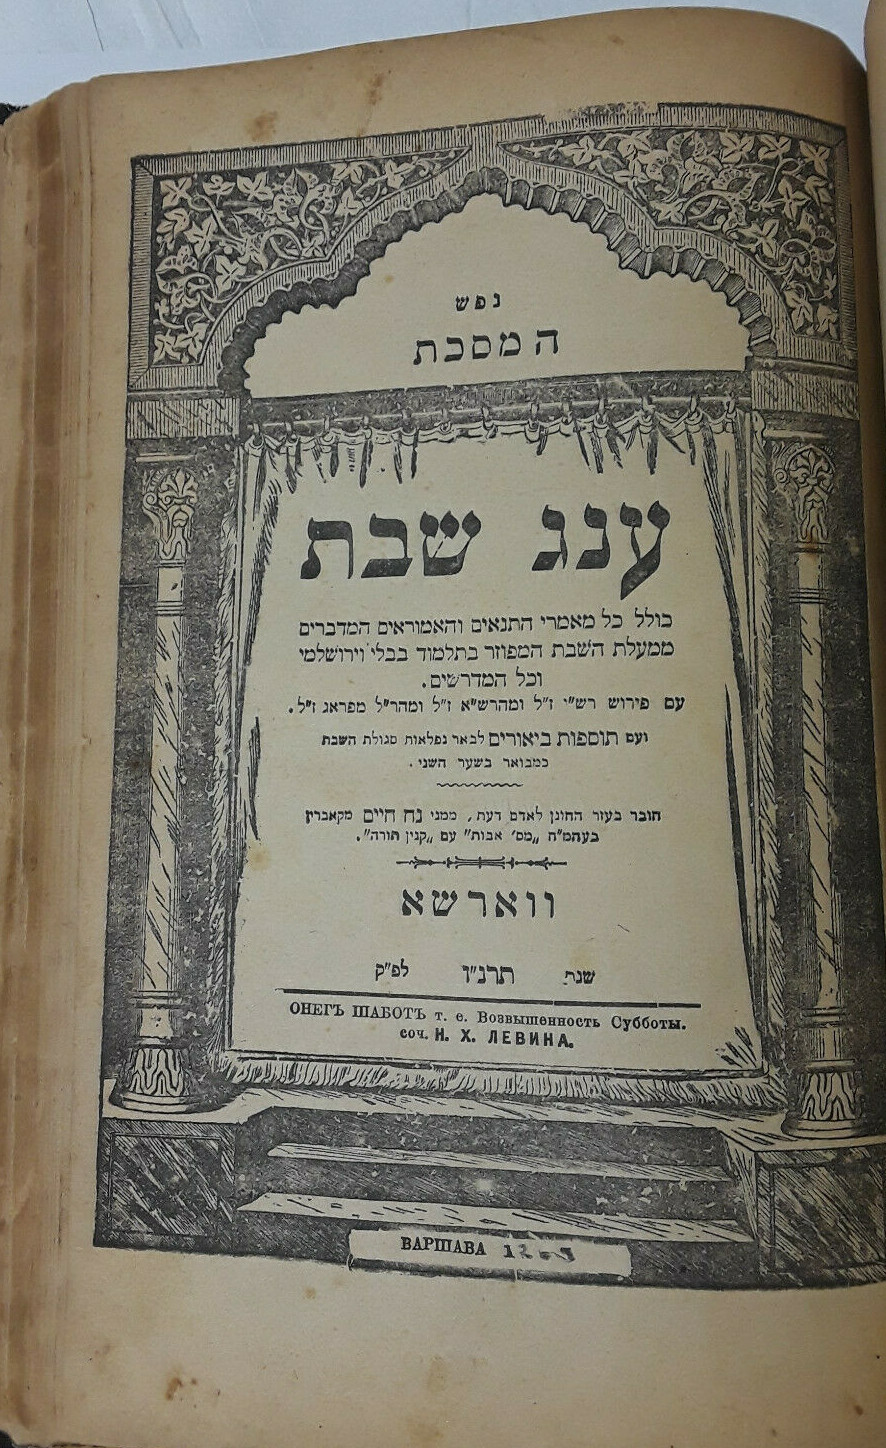 נפש
המסכת
ענג שבת
כולל כל מאמרי התנאים והאמוראים המדברים
ממעלת השבת המפוזר בתלמוד בבלי וירושלמי
וכל המדרשים.
עם פירוש רש"י ז"ל ומהרש"א ז"ל ומהר"ל מפראג ז"ל.
ועם תוספות ביאורים לבאר נפלאות סגולת השבת
כמבואר בשער השני.
חובר בעזר החונן לאדם דעת, ממני נח חיים מקאברין
בעהמ"ח „מס' אבות" עם „קנין תורה".
ווארשא
שנת תרנ"ו לפ"ק
ОНЕГЪ ШАБОТЪ т. е. Возвышенность Субботы.
соч. Н. Х. ЛЕВИНА.
ВАРШАВА